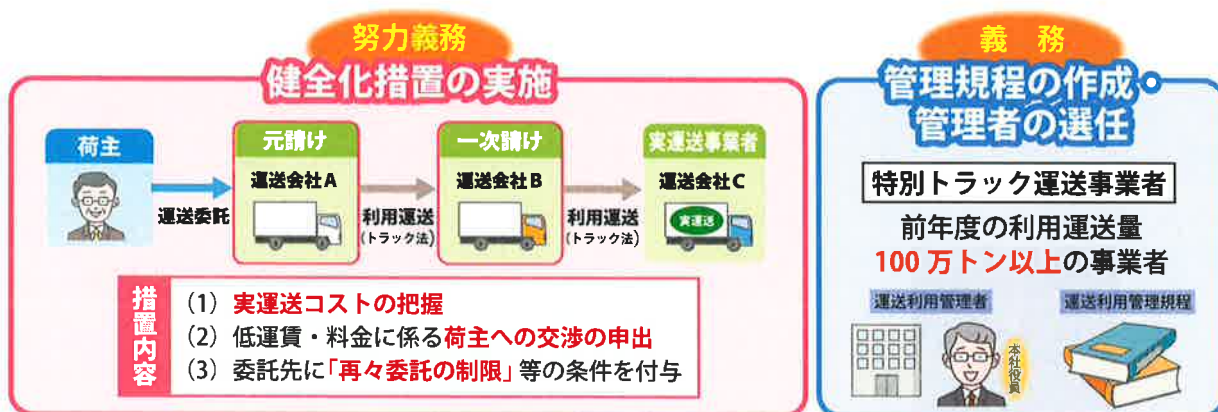 努力義務
健全化措置の実施
荷主
運送委託
元請け
運送会社A
利用運送
(トラック法)
一次請け
運送会社B
利用運送
(トラック法)
実運送事業者
運送会社C
実運送
措置内容
(1) 実運送コストの把握
(2) 低運賃・料金に係る荷主への交渉の申出
(3) 委託先に「再々委託の制限」等の条件を付与
義 務
管理規程の作成・
管理者の選任
特別トラック運送事業者
前年度の利用運送量
100 万トン以上の事業者
運送利用管理者
本社役員
運送利用管理規程